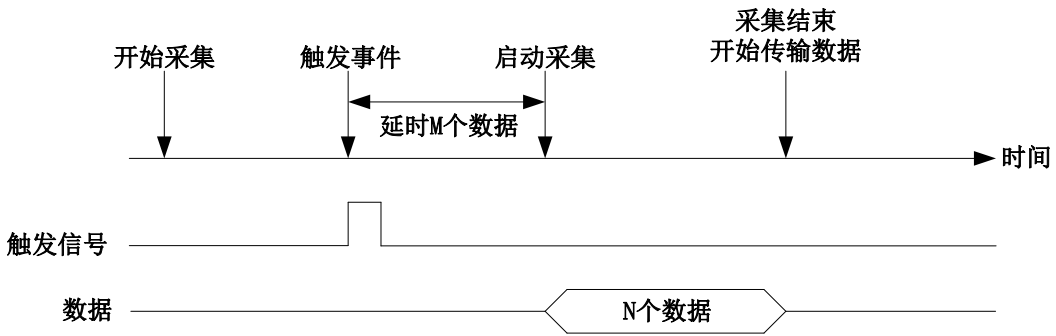 开始采集
触发事件
启动采集
采集结束
开始传输数据
延时M个数据
时间
触发信号
数据
N个数据